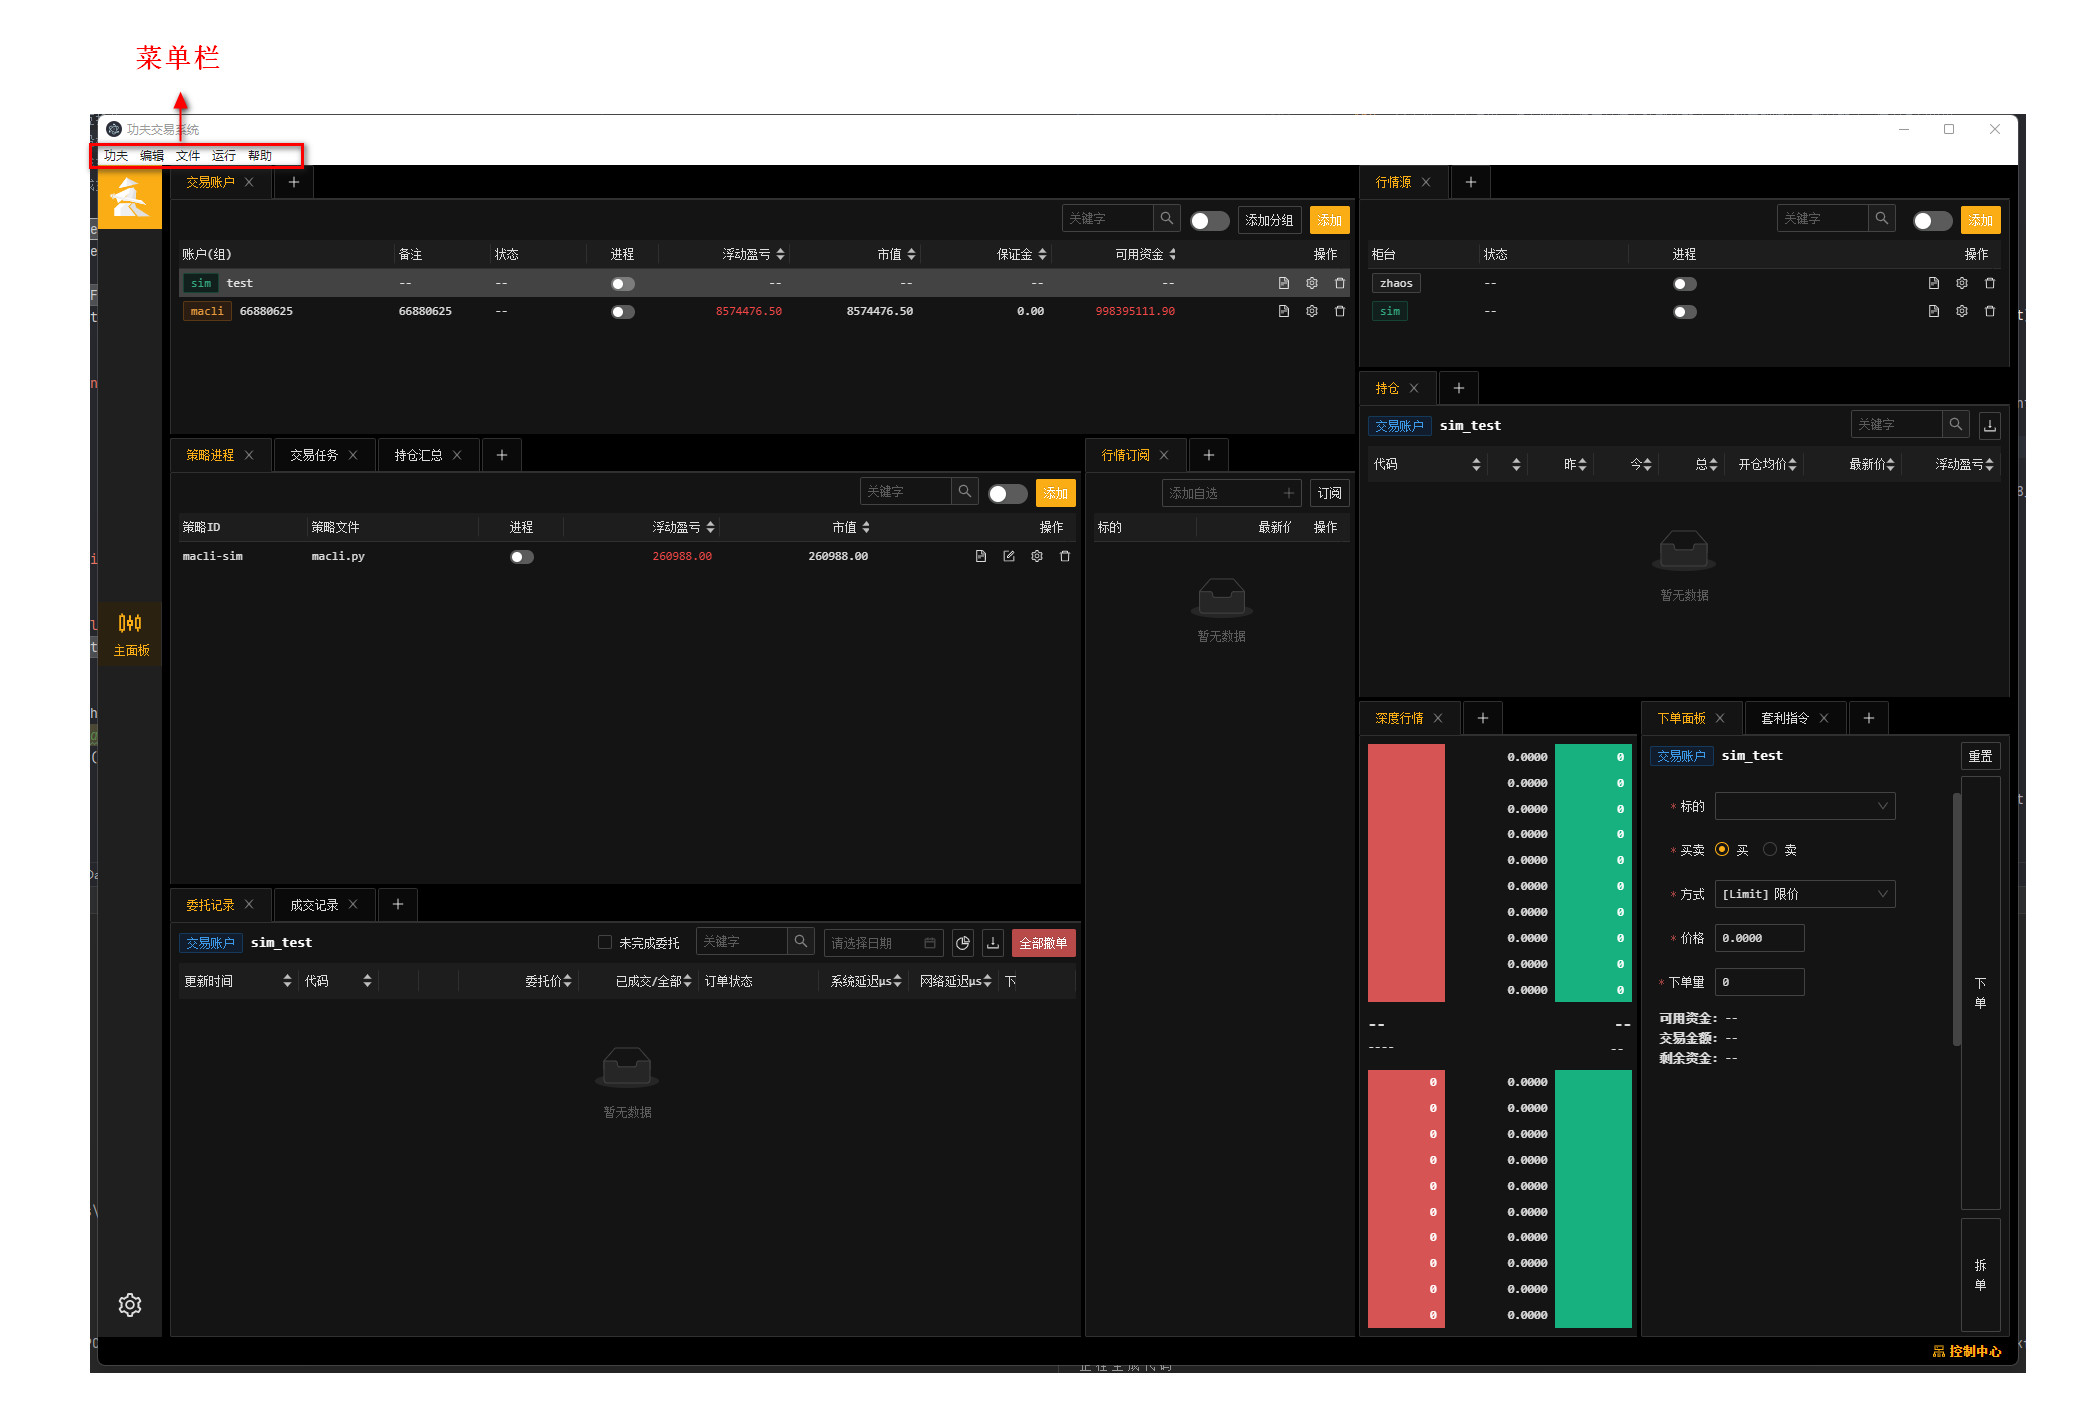 菜单栏
功夫交易系统
功夫 编辑 文件 运行 帮助
交易账户
关键字 添加分组 添加
账户(组) 备注 状态 进程 浮动盈亏 市值 保证金 可用资金 操作
sim test -- -- -- -- -- --
macli 66880625 66880625 -- 8574476.50 8574476.50 0.00 998395111.90
行情源
关键字 添加
柜台 状态 进程 操作
zhaos --
sim --
持仓
交易账户 sim_test 关键字
代码 昨 今 总 开仓均价 最新价 浮动盈亏
暂无数据
主面板
策略进程 交易任务 持仓汇总
关键字 添加
策略ID 策略文件 进程 浮动盈亏 市值 操作
macli-sim macli.py 260988.00 260988.00
行情订阅
添加自选 订阅
标的 最新价 操作
暂无数据
委托记录 成交记录
交易账户 sim_test 未完成委托 关键字 请选择日期 全部撤单
更新时间 代码 委托价 已成交/全部 订单状态 系统延迟μs 网络延迟μs 下
暂无数据
深度行情
0.0000 0
0.0000 0
0.0000 0
0.0000 0
0.0000 0
0.0000 0
0.0000 0
0.0000 0
0.0000 0
0.0000 0
-- --
---- --
0 0.0000
0 0.0000
0 0.0000
0 0.0000
0 0.0000
0 0.0000
0 0.0000
0 0.0000
0 0.0000
0 0.0000
下单面板 套利指令
交易账户 sim_test 重置
* 标的
* 买卖 买 卖
* 方式 [Limit] 限价
* 价格 0.0000
* 下单量 0
可用资金: --
交易金额: --
剩余资金: --
下单
拆单
控制中心